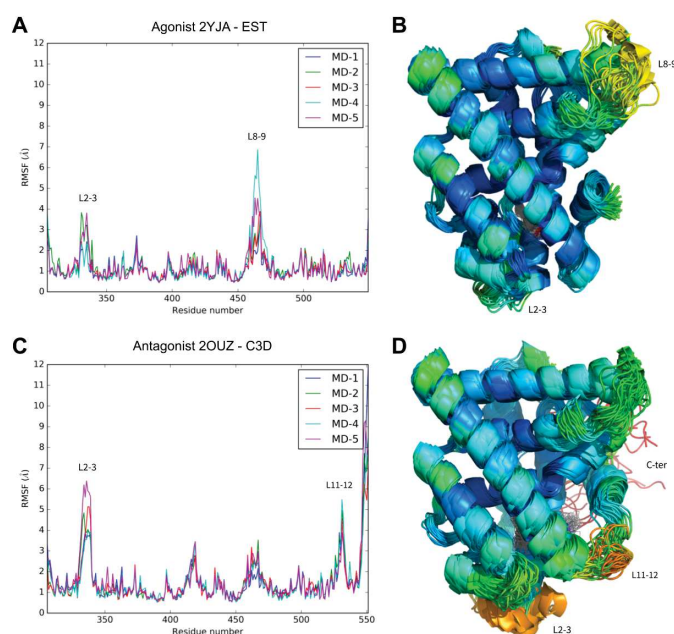 A
Agonist 2YJA - EST
12
11
10
9
8
7
6
5
4
3
2
1
0
RMSF (Å)
L2-3
L8-9
MD-1
MD-2
MD-3
MD-4
MD-5
350
400
450
500
Residue number
B
L8-9
L2-3
C
Antagonist 2OUZ - C3D
12
11
10
9
8
7
6
5
4
3
2
1
0
RMSF (Å)
L2-3
L11-12
MD-1
MD-2
MD-3
MD-4
MD-5
350
400
450
500
550
Residue number
D
C-ter
L11-12
L2-3